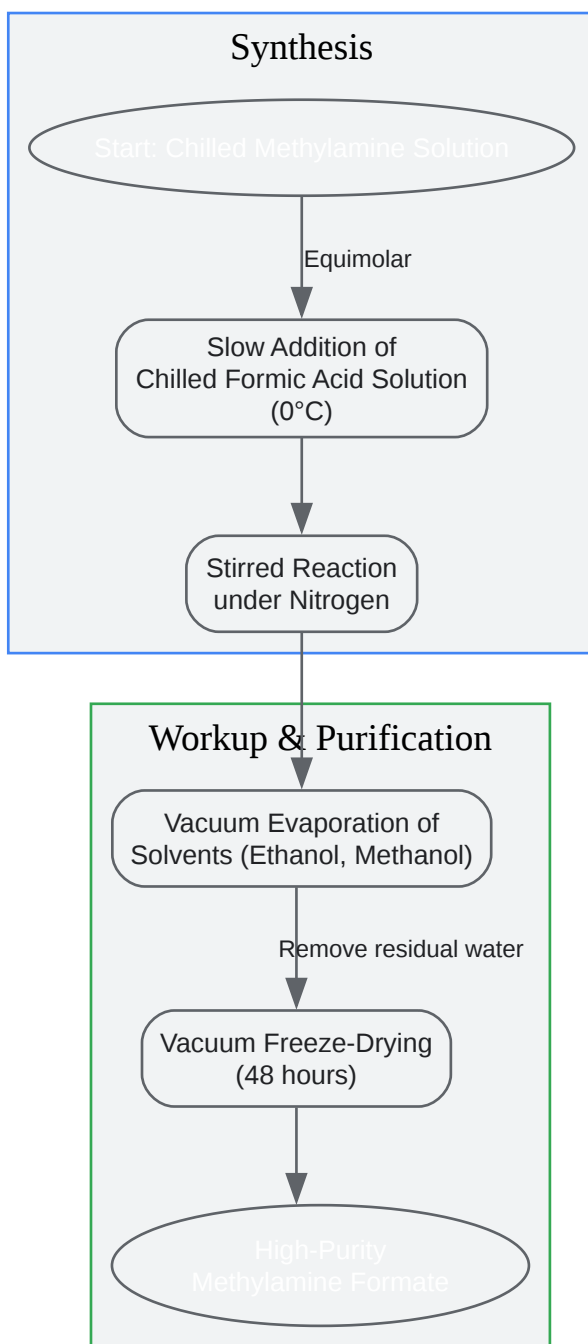 Synthesis
Start: Chilled Methylamine Solution
Equimolar
Slow Addition of
Chilled Formic Acid Solution
(0°C)
Stirred Reaction
under Nitrogen
Workup & Purification
Vacuum Evaporation of
Solvents (Ethanol, Methanol)
Remove residual water
Vacuum Freeze-Drying
(48 hours)
High-Purity
Methylamine Formate